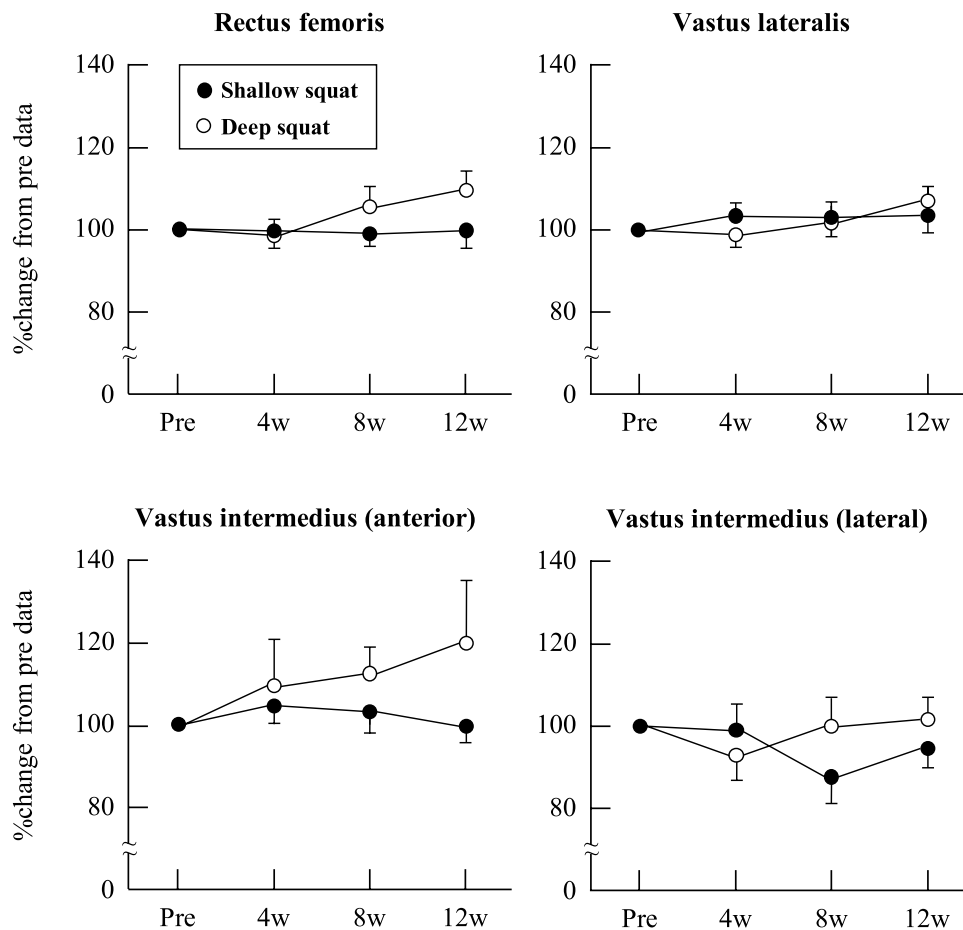 Rectus femoris
Vastus lateralis
140
120
100
80
0
%change from pre data
Shallow squat
Deep squat
Pre 4w 8w 12w
140
120
100
80
0
Pre 4w 8w 12w
Vastus intermedius (anterior)
Vastus intermedius (lateral)
140
120
100
80
0
%change from pre data
Pre 4w 8w 12w
140
120
100
80
0
Pre 4w 8w 12w